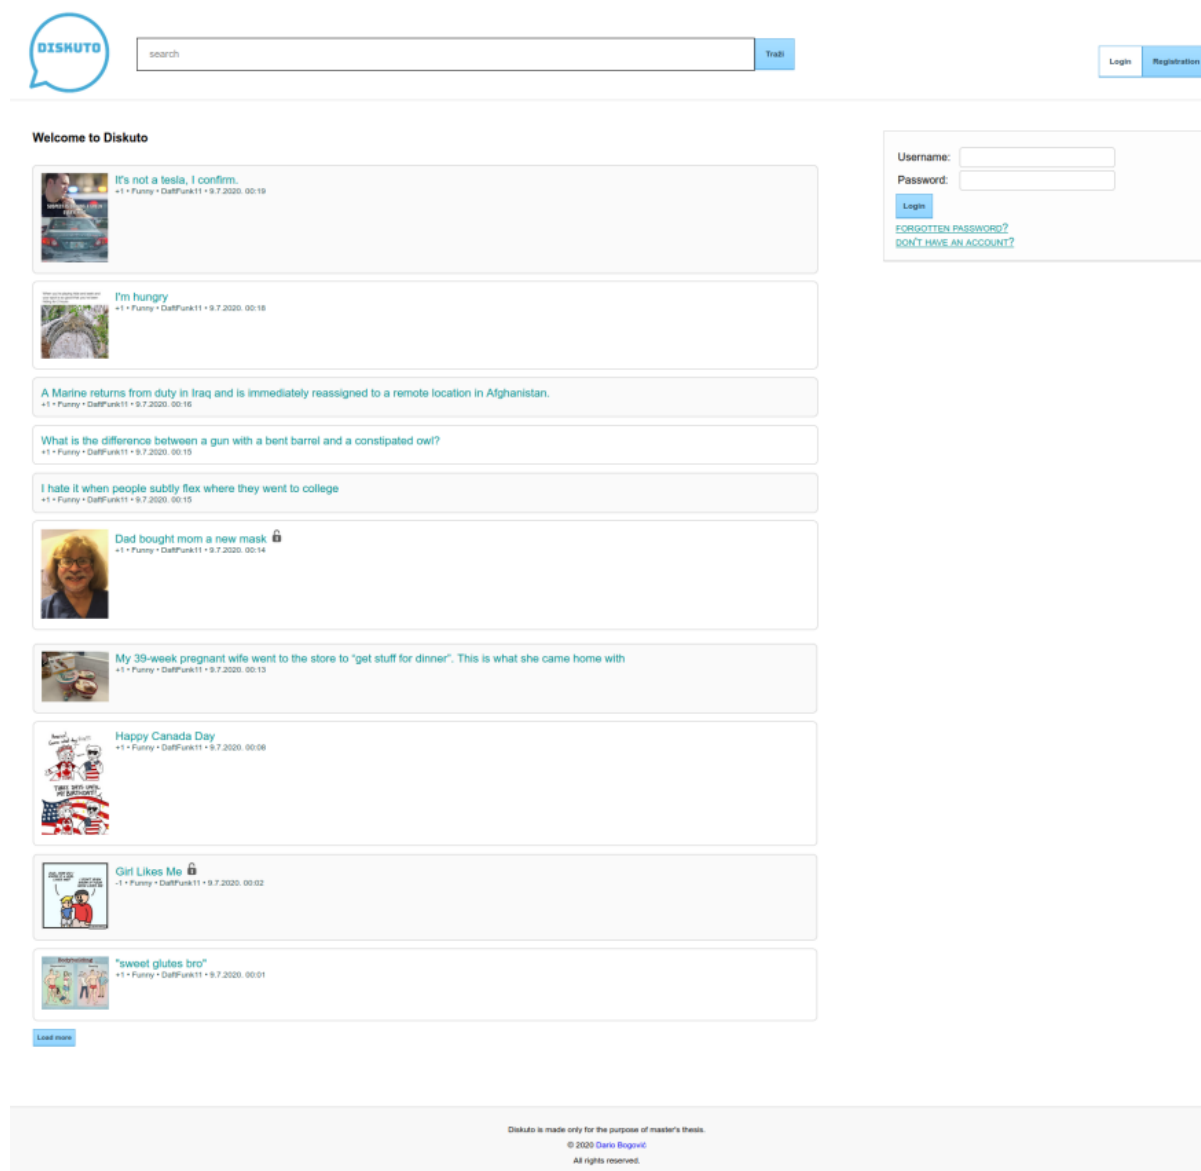 DISKUTO
search
Traži
Login
Registration
Welcome to Diskuto
It's not a tesla, I confirm.
+1 • Funny • DaftFunk11 • 9.7.2020. 00:19
I'm hungry
+1 • Funny • DaftFunk11 • 9.7.2020. 00:18
A Marine returns from duty in Iraq and is immediately reassigned to a remote location in Afghanistan.
+1 • Funny • DaftFunk11 • 9.7.2020. 00:16
What is the difference between a gun with a bent barrel and a constipated owl?
+1 • Funny • DaftFunk11 • 9.7.2020. 00:15
I hate it when people subtly flex where they went to college
+1 • Funny • DaftFunk11 • 9.7.2020. 00:15
Dad bought mom a new mask
+1 • Funny • DaftFunk11 • 9.7.2020. 00:14
My 39-week pregnant wife went to the store to “get stuff for dinner”. This is what she came home with
+1 • Funny • DaftFunk11 • 9.7.2020. 00:13
Happy Canada Day
+1 • Funny • DaftFunk11 • 9.7.2020. 00:08
THREE DAYS UNTIL
MY BIRTHDAY!!
Girl Likes Me
-1 • Funny • DaftFunk11 • 9.7.2020. 00:02
"sweet glutes bro"
+1 • Funny • DaftFunk11 • 9.7.2020. 00:01
Bodybuilding
Load more
Username:
Password:
Login
FORGOTTEN PASSWORD?
DON'T HAVE AN ACCOUNT?
Diskuto is made only for the purpose of master's thesis.
© 2020 Dario Bogović
All rights reserved.